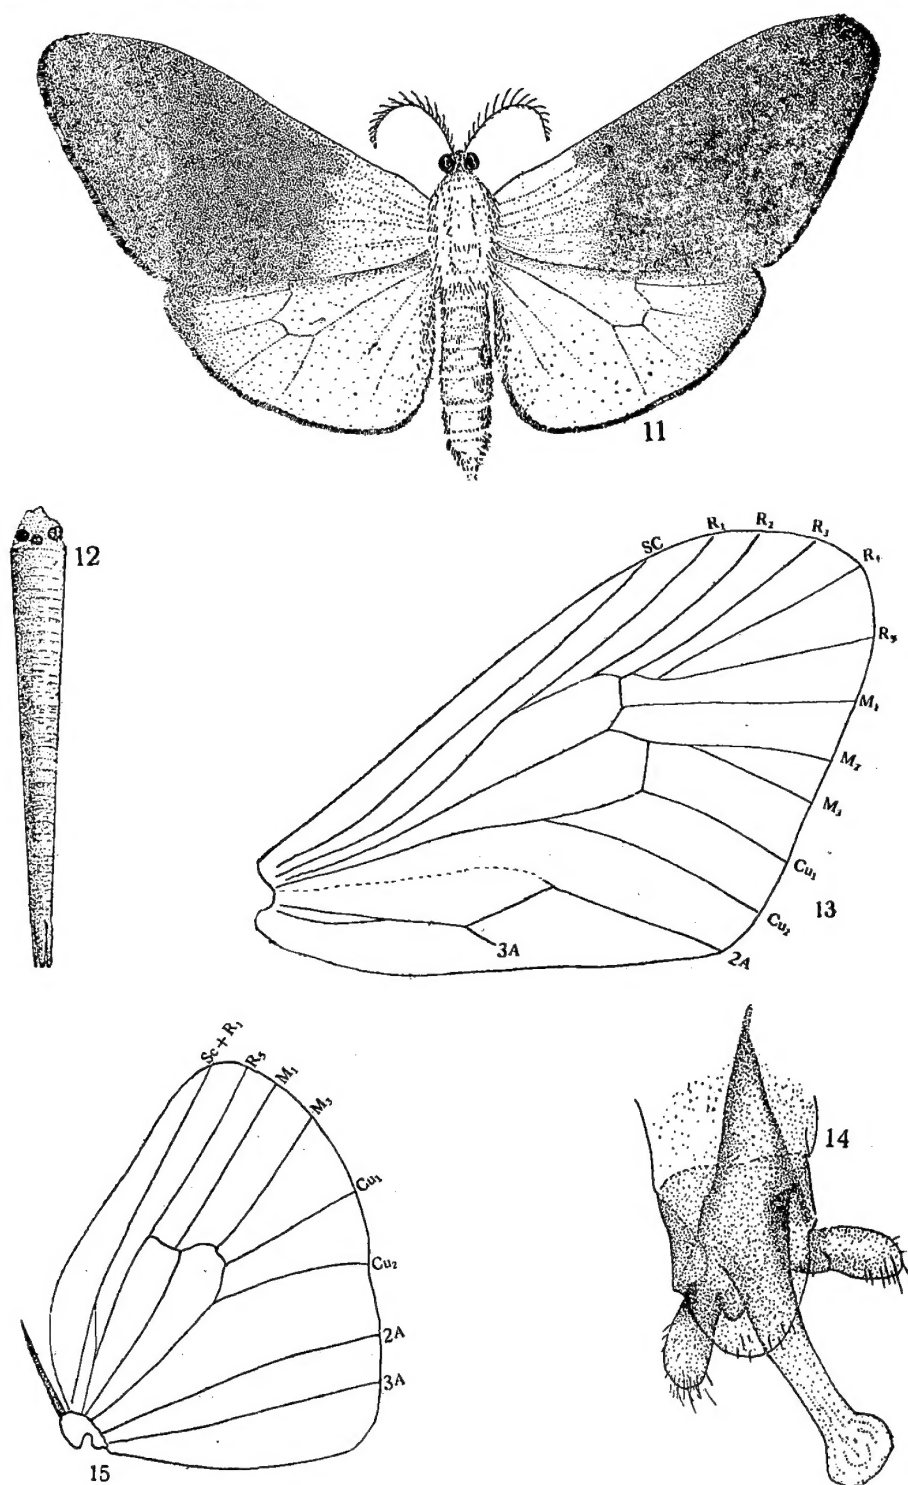 11
12
SC
R₁
R₂
R₃
R₄
R₅
M₁
M₂
M₃
Cu₁
Cu₂
2A
3A
13
Sc + R₁
R₅
M₁
M₃
Cu₁
Cu₂
2A
3A
15
14